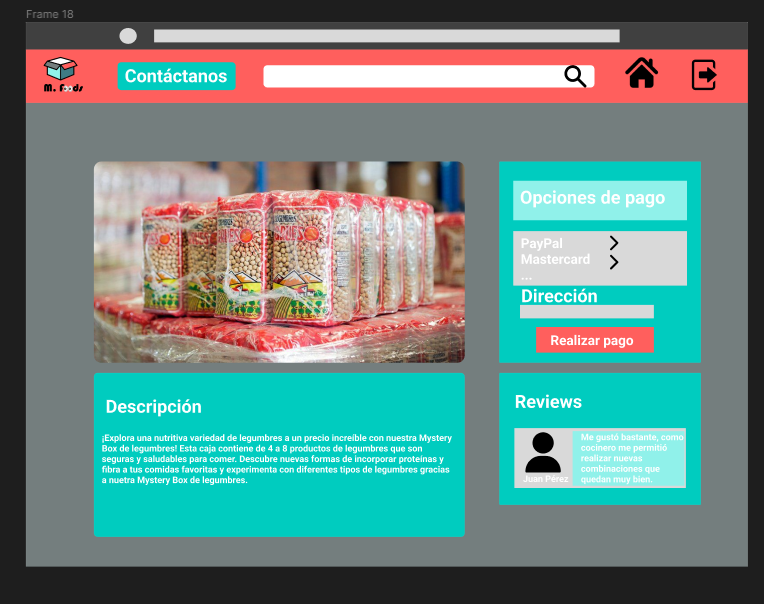 Frame 18
M. Foods
Contáctanos
Opciones de pago
PayPal
Mastercard
...
Dirección
Realizar pago
Descripción
¡Explora una nutritiva variedad de legumbres a un precio increíble con nuestra Mystery
Box de legumbres! Esta caja contiene de 4 a 8 productos de legumbres que son
seguras y saludables para comer. Descubre nuevas formas de incorporar proteínas y
fibra a tus comidas favoritas y experimenta con diferentes tipos de legumbres gracias
a nuetra Mystery Box de legumbres.
Reviews
Me gustó bastante, como
cocinero me permitió
realizar nuevas
combinaciones que
quedan muy bien.
Juan Pérez